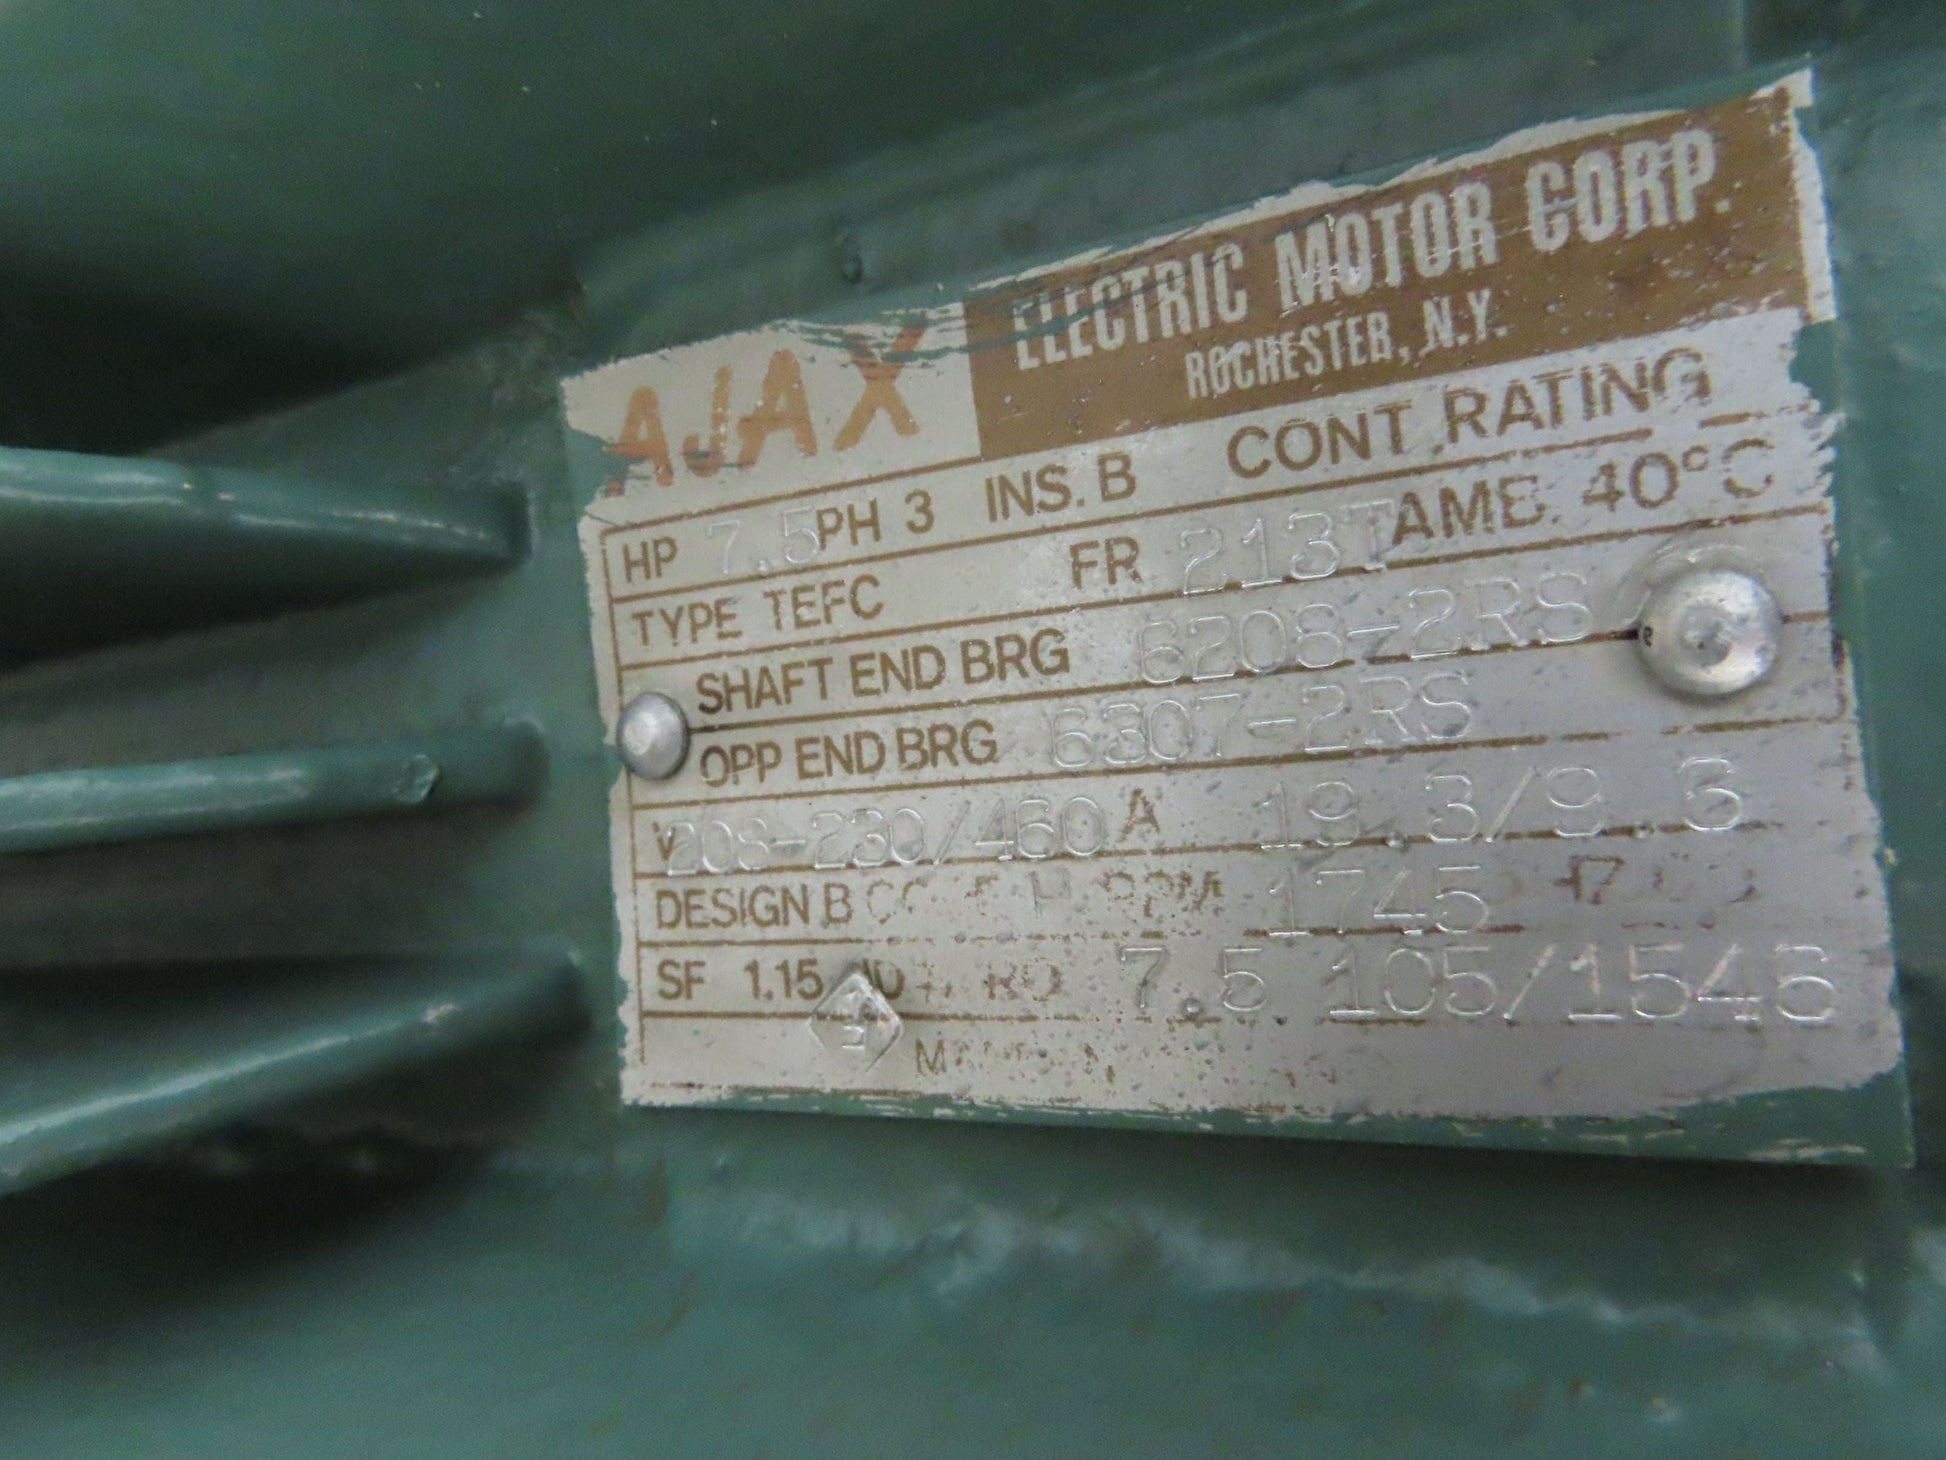 AJAX ELECTRIC MOTOR CORP.
ROCHESTER, N.Y.
HP 7.5 PH 3 INS. B CONT. RATING
TYPE TEFC FR 213T AMB. 40°C
SHAFT END BRG 6208-2RS
OPP END BRG 6307-2RS
V 208-230/460 A 19.3/9.5
DESIGN B RPM 1745
SF 1.15 7.5 105/1546